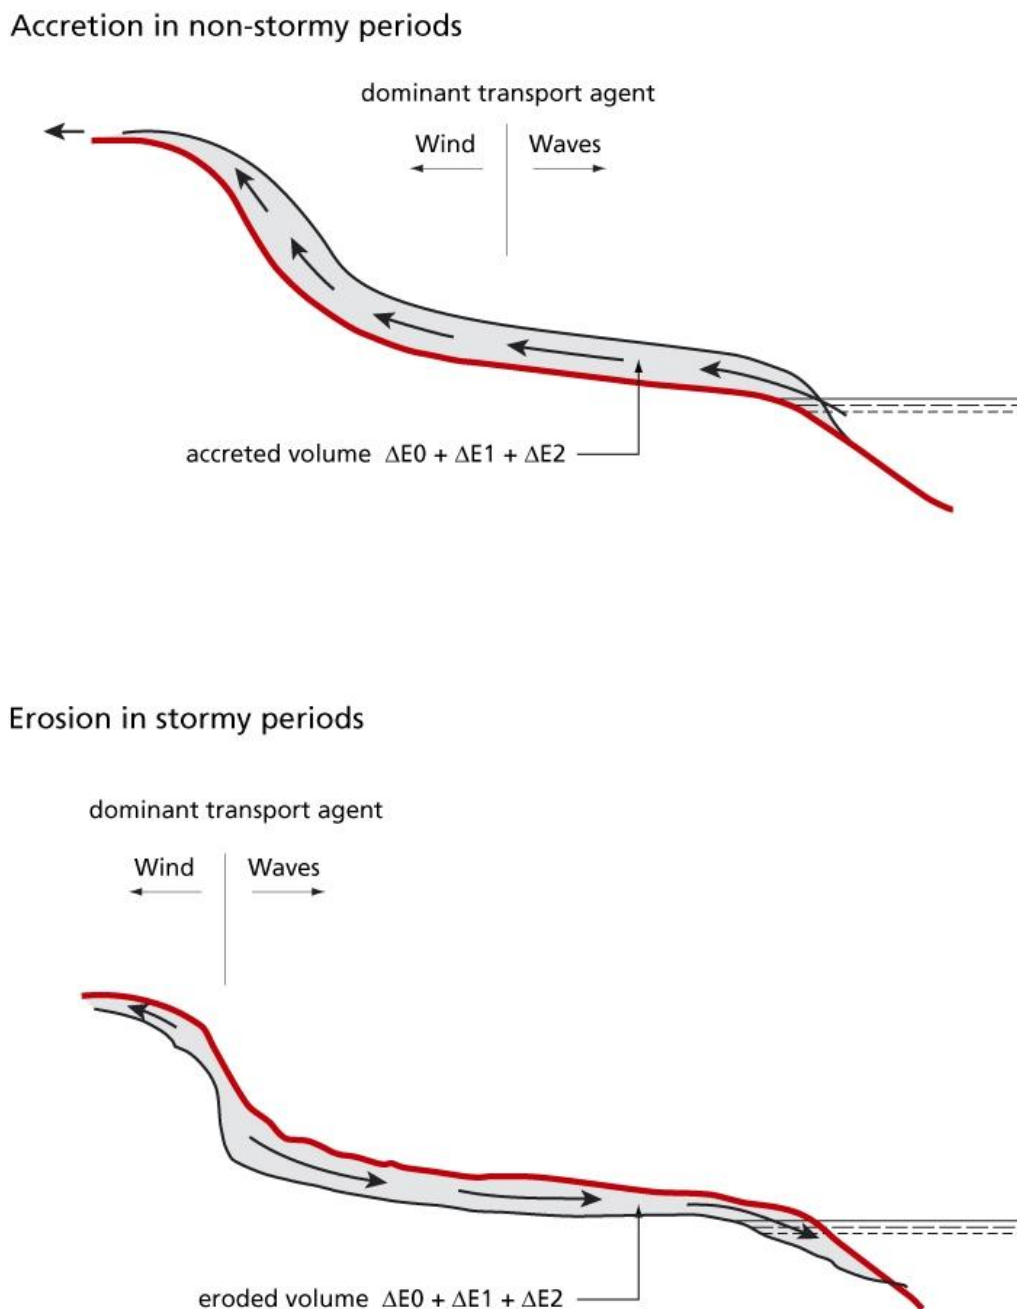 Accretion in non-stormy periods
dominant transport agent
Wind
Waves
accreted volume ΔE0 + ΔE1 + ΔE2
Erosion in stormy periods
dominant transport agent
Wind
Waves
eroded volume ΔE0 + ΔE1 + ΔE2